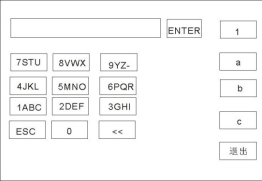 ENTER 1
7STU 8VWX 9YZ- a
4JKL 5MNO 6PQR b
1ABC 2DEF 3GHI
c
ESC 0 <<
退出